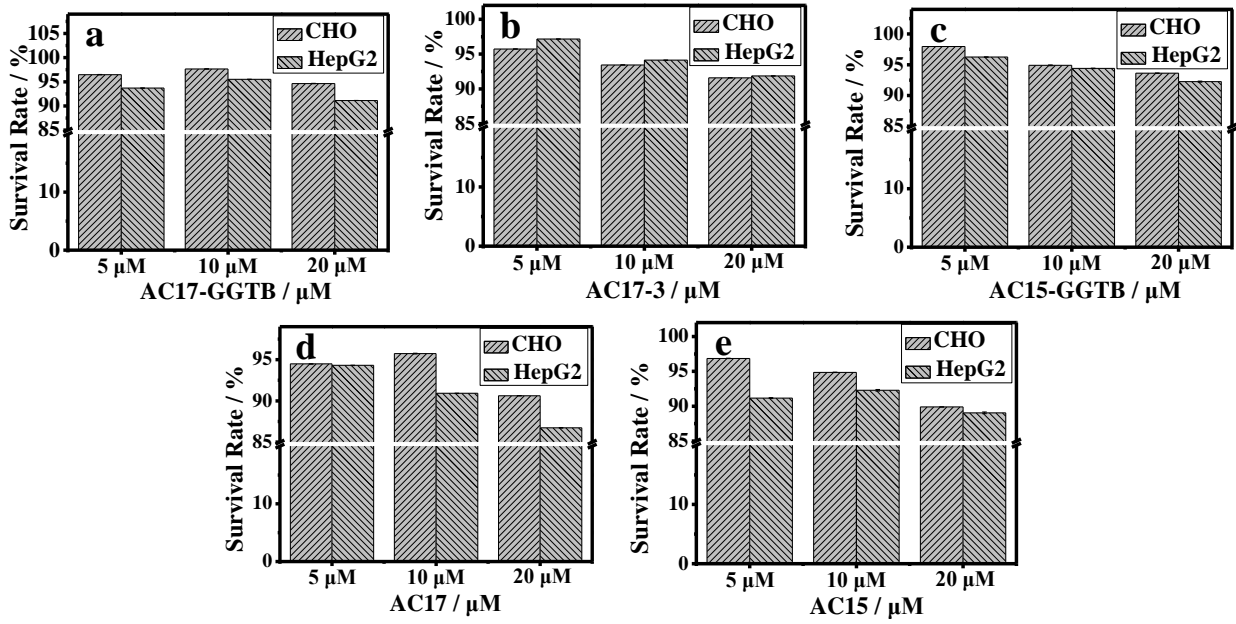 a
CHO
HepG2
Survival Rate / %
105
100
95
90
85
10
0
5 μM 10 μM 20 μM
AC17-GGTB / μM
b
CHO
HepG2
Survival Rate / %
100
95
90
85
10
0
5 μM 10 μM 20 μM
AC17-3 / μM
c
CHO
HepG2
Survival Rate / %
100
95
90
85
10
0
5 μM 10 μM 20 μM
AC15-GGTB / μM
d
CHO
HepG2
Survival Rate / %
95
90
85
10
0
5 μM 10 μM 20 μM
AC17 / μM
e
CHO
HepG2
Survival Rate / %
100
95
90
85
10
0
5 μM 10 μM 20 μM
AC15 / μM